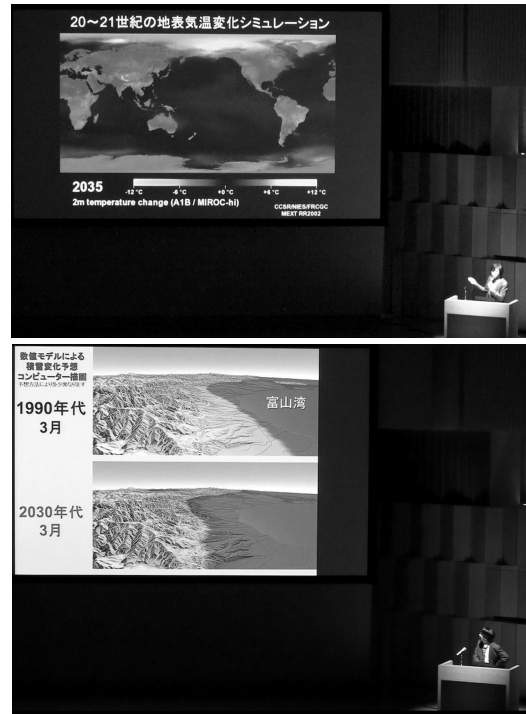 20～21世紀の地表気温変化シミュレーション
2035
-12 °C -6 °C +0 °C +6 °C +12 °C
2m temperature change (A1B / MIROC-hi)
CCSR/NIES/FRCGC
MEXT RR2002
数値モデルによる
積雪変化予想
コンピューター描画
1990年代
3月
富山湾
2030年代
3月